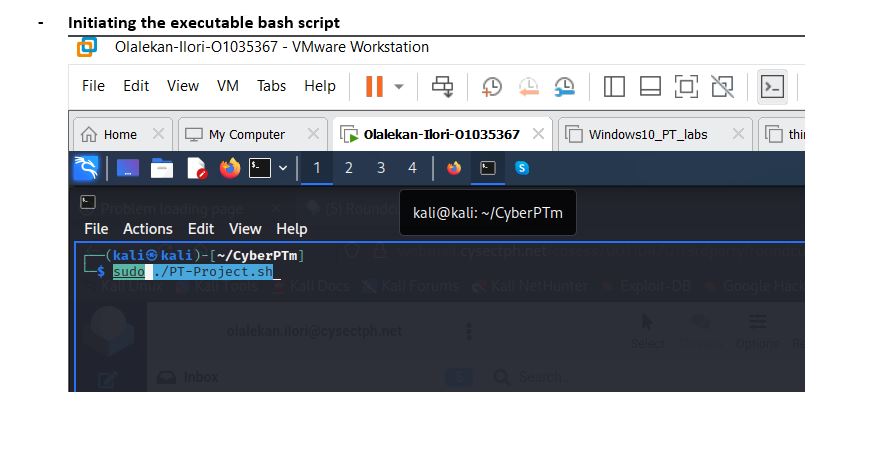 - Initiating the executable bash script
Olalekan-Ilori-O1035367 - VMware Workstation
File Edit View VM Tabs Help
Home My Computer Olalekan-Ilori-O1035367 Windows10_PT_labs thir
1 2 3 4
Problem loading page (5) Roundc
kali@kali: ~/CyberPTm
File Actions Edit View Help
(kali㉿kali)-[~/CyberPTm]
$ sudo ./PT-Project.sh
Kali Linux Kali Tools Kali Docs Kali Forums Kali NetHunter Exploit-DB Google Hack
olalekan.ilori@cysectph.net
Select Options
Inbox 5 Search...